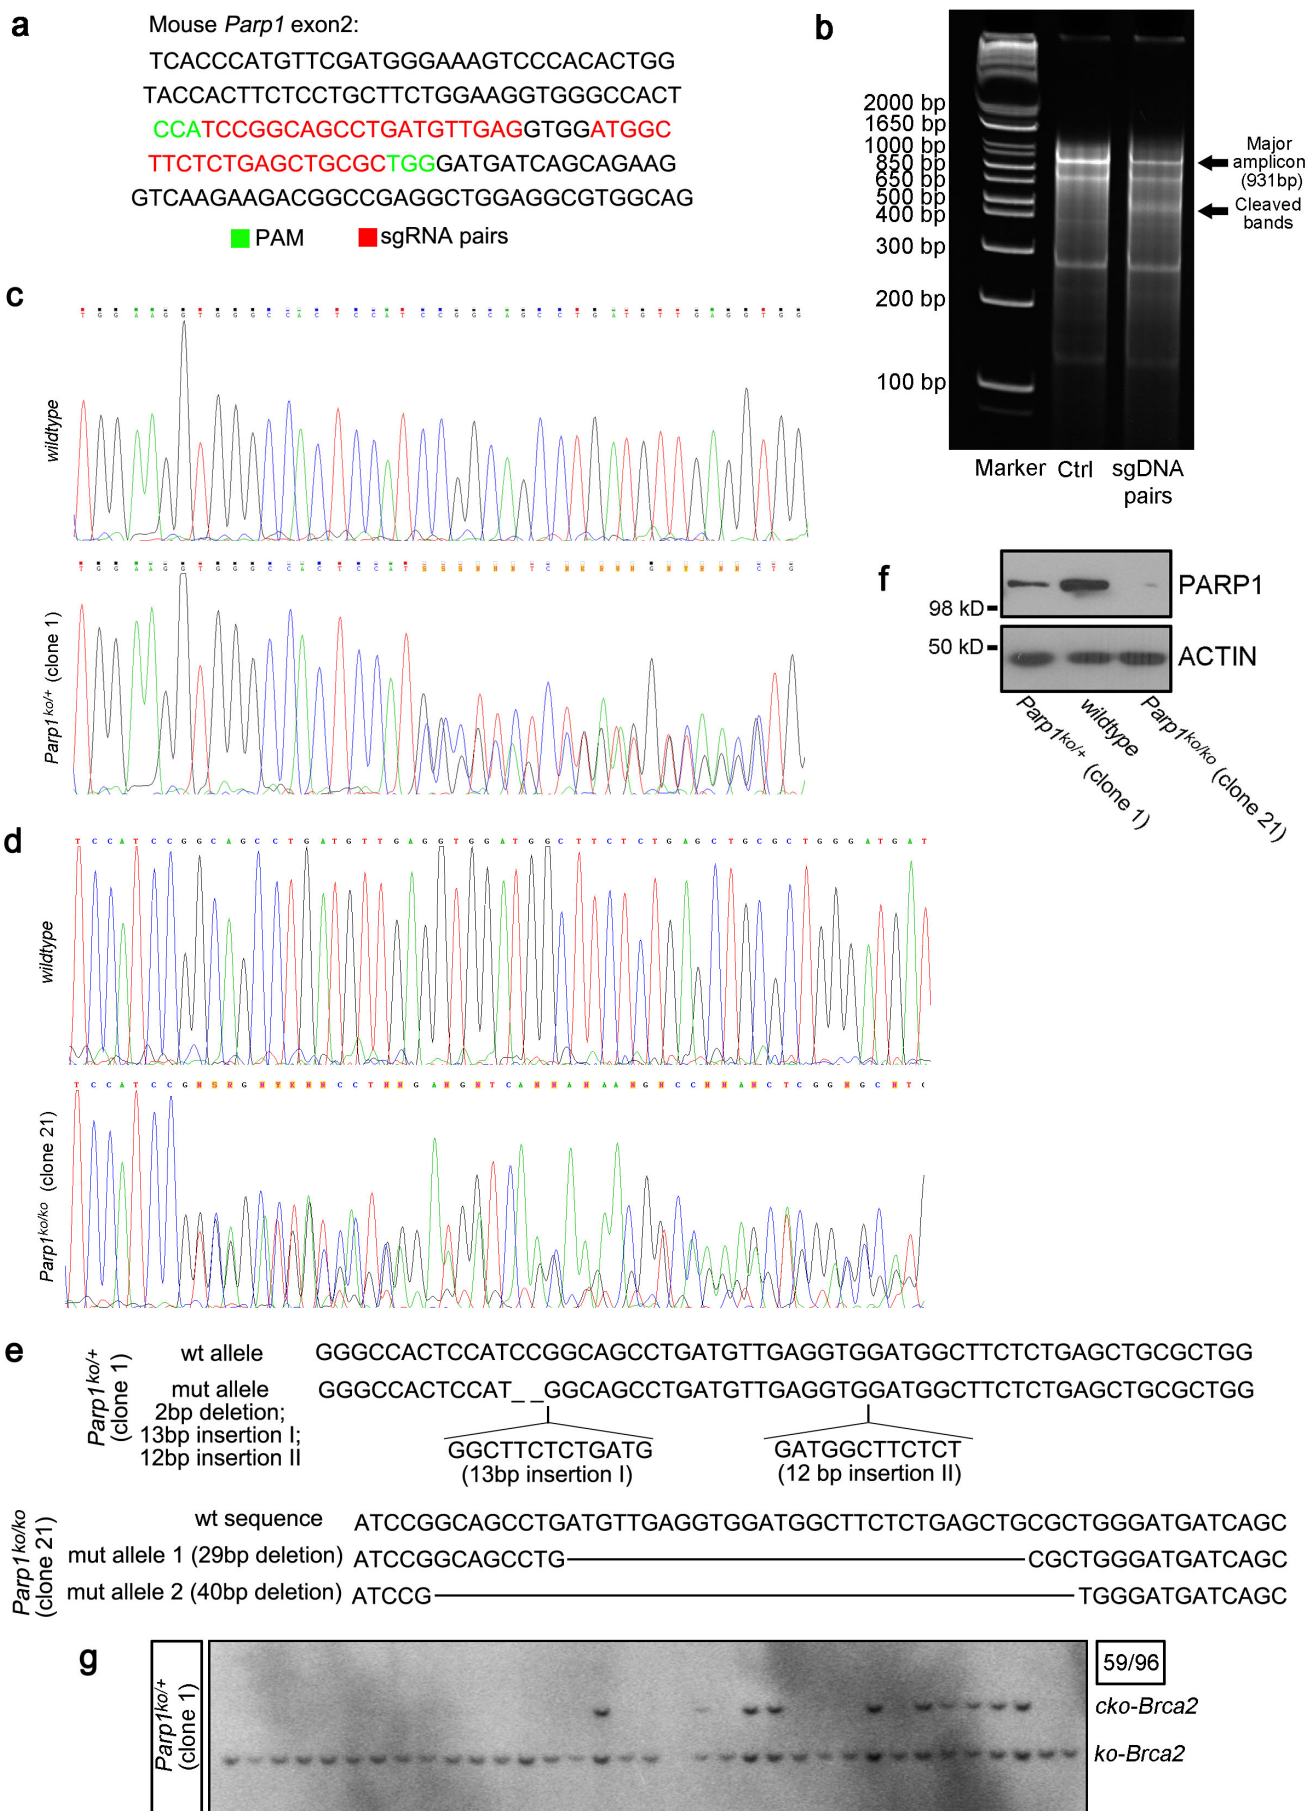 a
Mouse Parp1 exon2:
TCACCCATGTTCGATGGGAAAGTCCCACACTGG
TACCACTTCTCCTGCTTCTGGAAGGTGGGCCACT
CCATCCGGCAGCCTGATGTTGAGGTGGATGGC
TTCTCTGAGCTGCGCTGGGATGATCAGCAGAAG
GTCAAGAAGACGGCCGAGGCTGGAGGCGTGGCAG
PAM
sgRNA pairs
b
2000 bp
1650 bp
1000 bp
850 bp
650 bp
500 bp
400 bp
300 bp
200 bp
100 bp
Major
amplicon
(931bp)
Cleaved
bands
Marker Ctrl sgDNA
pairs
c
wildtype
TGGAAGGTGGGCCACTCCATCCGGCAGCCTGATGTTGAGGTGG
Parp1ko/+ (clone 1)
d
wildtype
TCCATCCGGCAGCCTGATGTTGAGGTGGATGGCTTCTCTGAGCTGCGCTGGGATGAT
Parp1ko/ko (clone 21)
e
Parp1ko/+
(clone 1)
wt allele GGGCCACTCCATCCGGCAGCCTGATGTTGAGGTGGATGGCTTCTCTGAGCTGCGCTGG
mut allele GGGCCACTCCAT_ _GGCAGCCTGATGTTGAGGTGGATGGCTTCTCTGAGCTGCGCTGG
2bp deletion;
13bp insertion I;
12bp insertion II
GGCTTCTCTGATG
(13bp insertion I)
GATGGCTTCTCT
(12 bp insertion II)
Parp1ko/ko
(clone 21)
wt sequence ATCCGGCAGCCTGATGTTGAGGTGGATGGCTTCTCTGAGCTGCGCTGGGATGATCAGC
mut allele 1 (29bp deletion) ATCCGGCAGCCTG CGCTGGGATGATCAGC
mut allele 2 (40bp deletion) ATCCG TGGGATGATCAGC
f
98 kD
50 kD
PARP1
ACTIN
Parp1ko/+ (clone 1)
wildtype
Parp1ko/ko (clone 21)
g
Parp1ko/+
(clone 1)
59/96
cko-Brca2
ko-Brca2